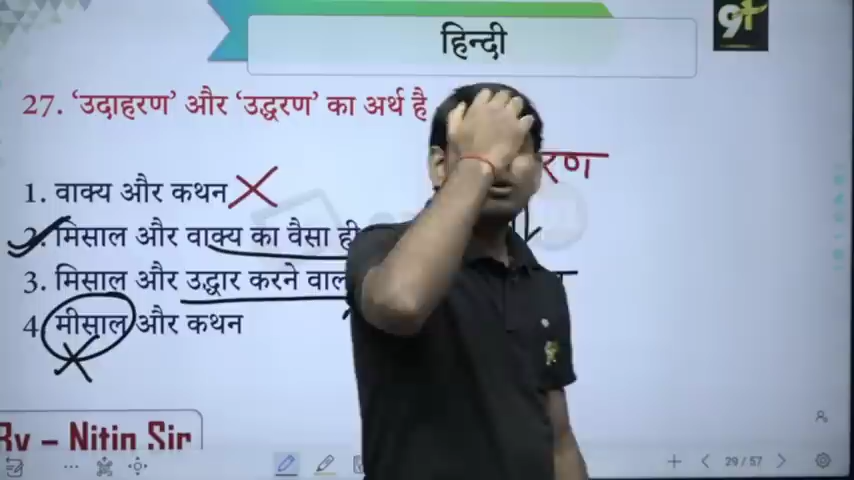 हिन्दी
27. 'उदाहरण' और 'उद्धरण' का अर्थ है
रण
1. वाक्य और कथन
2. मिसाल और वाक्य का वैसा ही
3. मिसाल और उद्धार करने वाल
4 मीसाल और कथन
By – Nitin Sir
29 / 57